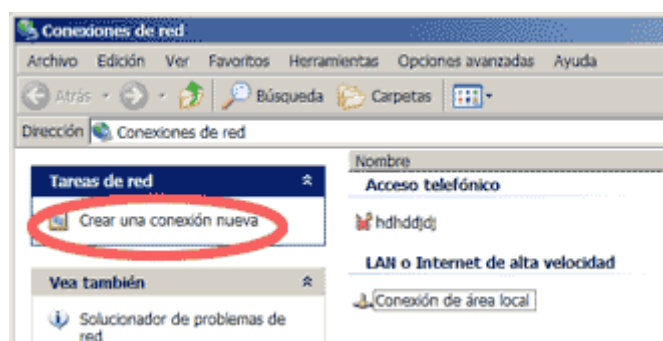 Conexiones de red
Archivo Edición Ver Favoritos Herramientas Opciones avanzadas Ayuda
Atrás Búsqueda Carpetas
Dirección Conexiones de red
Tareas de red
Crear una conexión nueva
Vea también
Solucionador de problemas de
red
Nombre
Acceso telefónico
hdhddjdj
LAN o Internet de alta velocidad
Conexión de área local